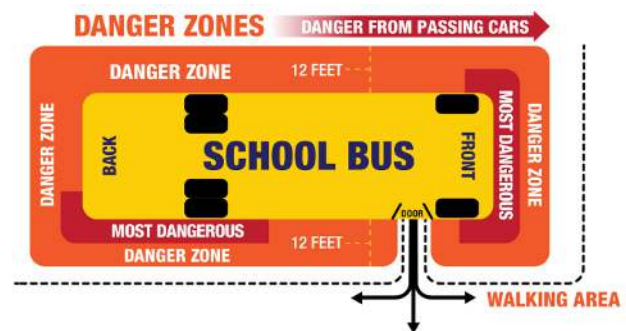 DANGER ZONES
DANGER FROM PASSING CARS
DANGER ZONE
12 FEET
DANGER ZONE
BACK
SCHOOL BUS
FRONT
MOST DANGEROUS
DANGER ZONE
DOOR
MOST DANGEROUS
12 FEET
DANGER ZONE
WALKING AREA